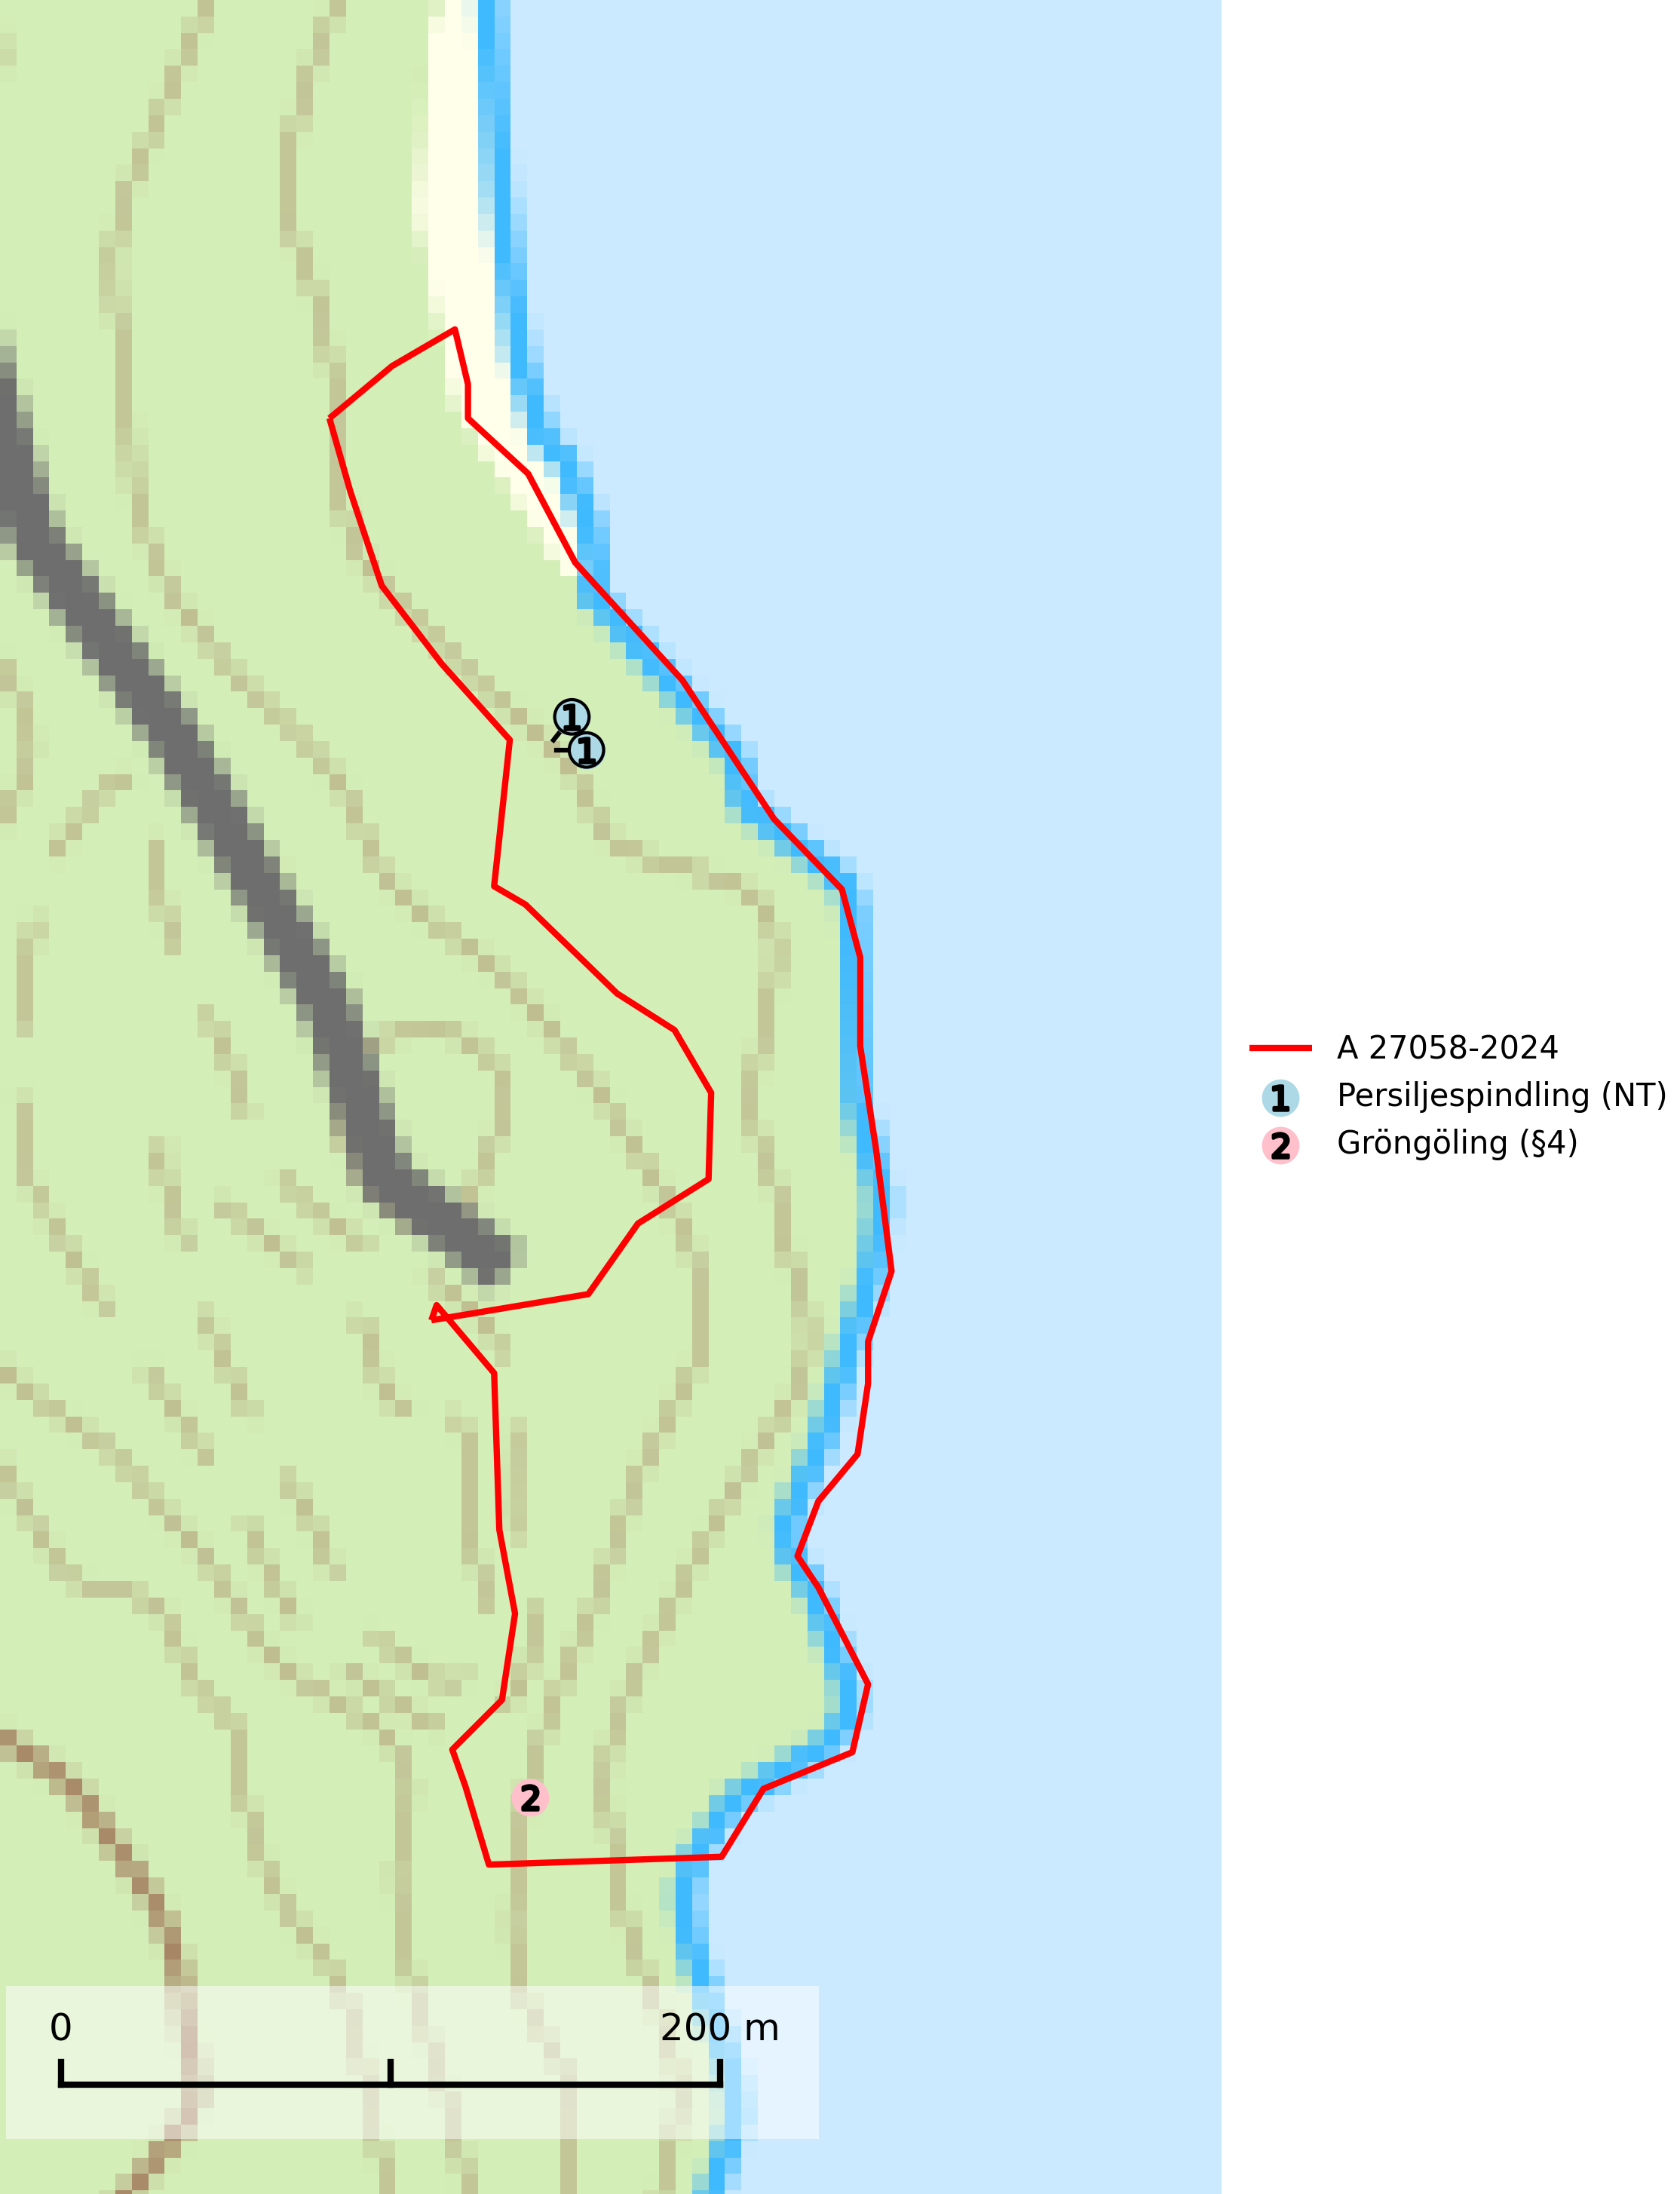 1
1
A 27058-2024
1 Persiljespindling (NT)
2 Gröngöling (§4)
2
0 200 m